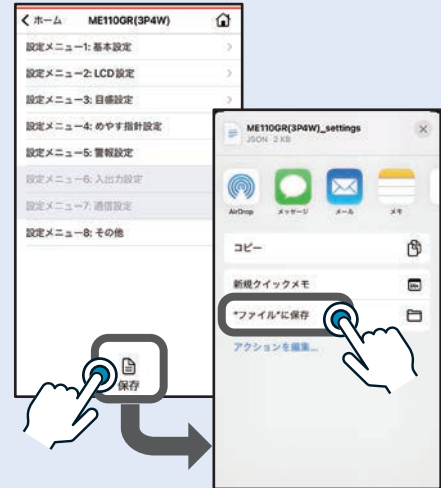 ホーム ME110GR(3P4W)
設定メニュー1: 基本設定
設定メニュー2: LCD設定
設定メニュー3: 目盛設定
設定メニュー4: めやす指針設定
設定メニュー5: 警報設定
設定メニュー6: 入出力設定
設定メニュー7: 通信設定
設定メニュー8: その他
保存
ME110GR(3P4W)_settings
JSON 2 KB
AirDrop メッセージ メール メモ
コピー
新規クイックメモ
"ファイル"に保存
アクションを編集...